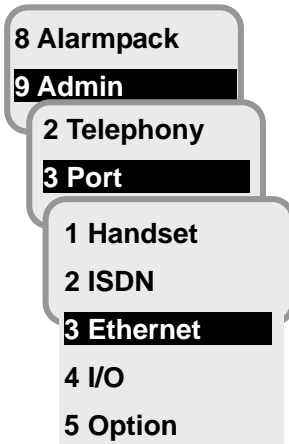 8 Alarmpack
9 Admin
2 Telephony
3 Port
1 Handset
2 ISDN
3 Ethernet
4 I/O
5 Option